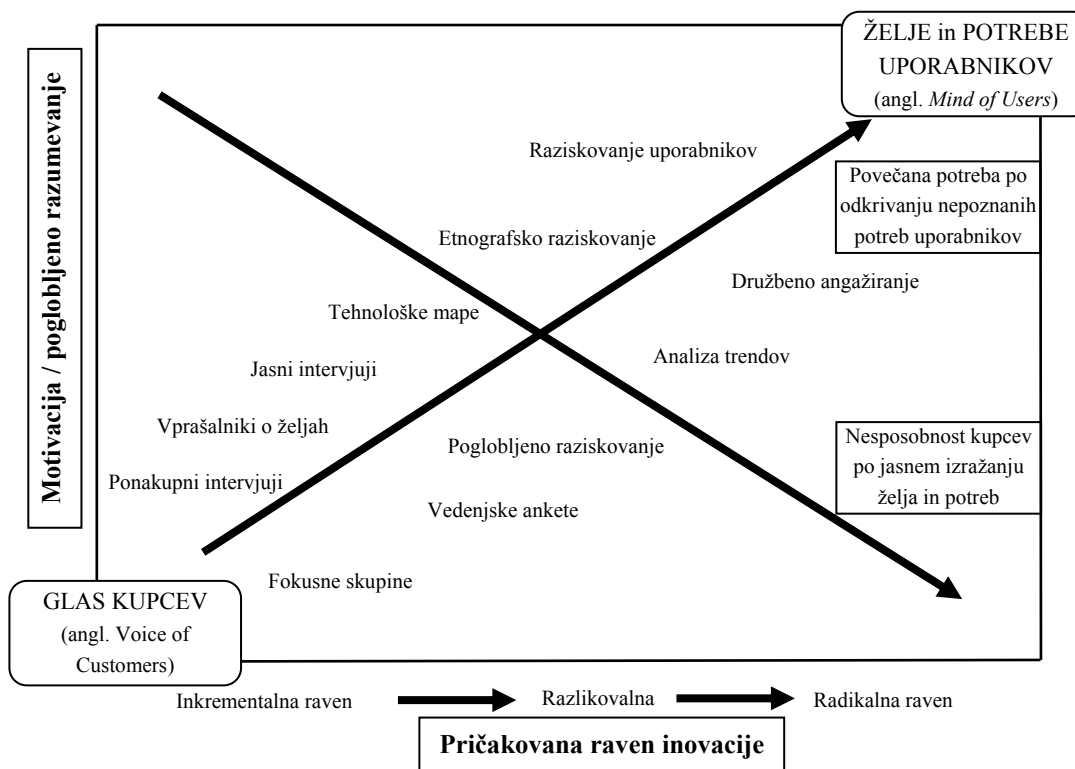 ŽELJE in POTREBE
UPORABNIKOV
(angl. Mind of Users)
Motivacija / poglobljeno razumevanje
Raziskovanje uporabnikov
Povečana potreba po
odkrivanju nepoznanih
potreb uporabnikov
Etnografsko raziskovanje
Družbeno angažiranje
Tehnološke mape
Analiza trendov
Jasni intervjuji
Vprašalniki o željah
Poglobljeno raziskovanje
Nesposobnost kupcev
po jasnem izražanju
želja in potreb
Ponakupni intervjuji
Vedenjske ankete
Fokusne skupine
GLAS KUPCEV
(angl. Voice of
Customers)
Inkrementalna raven
Razlikovalna
Radikalna raven
Pričakovana raven inovacije